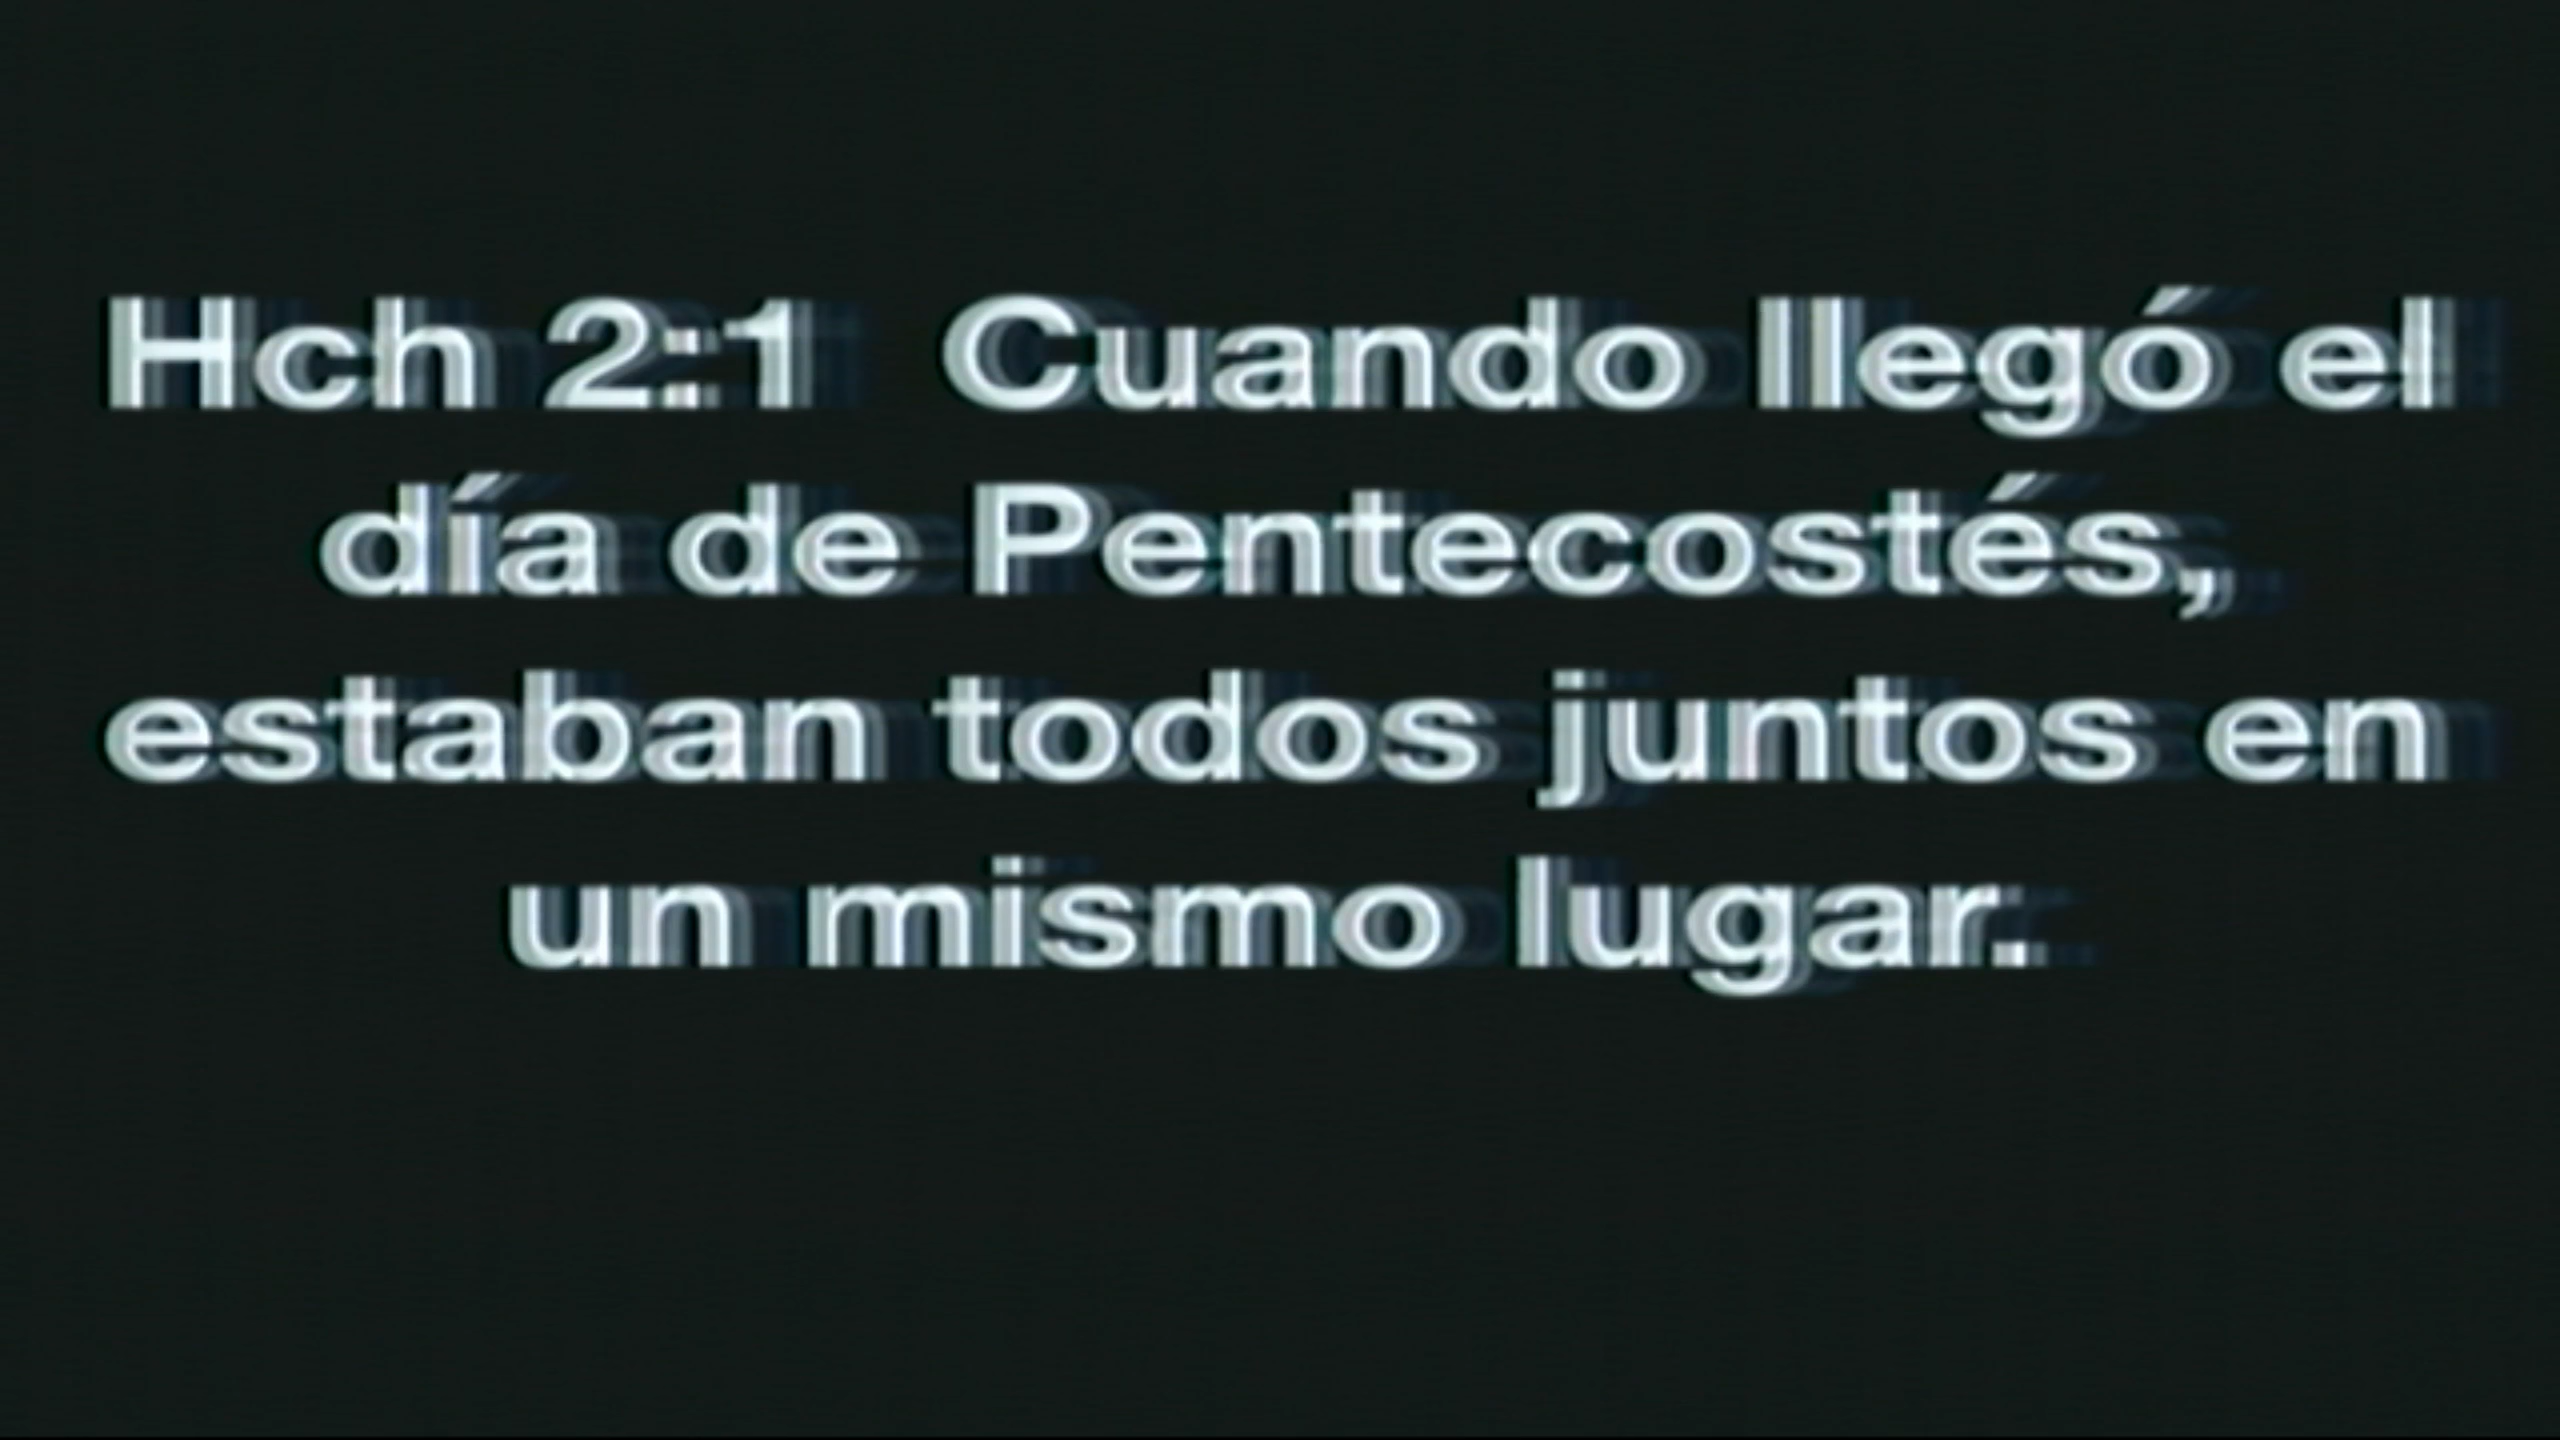 Hch 2:1  Cuando llegó el
día de Pentecostés,
estaban todos juntos en
un mismo lugar.